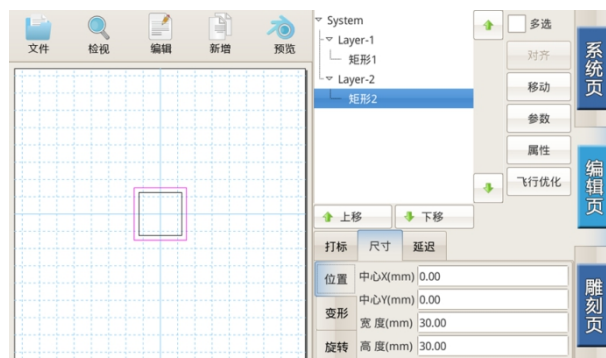 文件 检视 编辑 新增 预览
System
Layer-1
矩形1
Layer-2
矩形2
多选
对齐
移动
参数
属性
飞行优化
上移 下移
打标 尺寸 延迟
位置
变形
旋转
中心X(mm) 0.00
中心Y(mm) 0.00
宽 度(mm) 30.00
高 度(mm) 30.00
系统页
编辑页
雕刻页